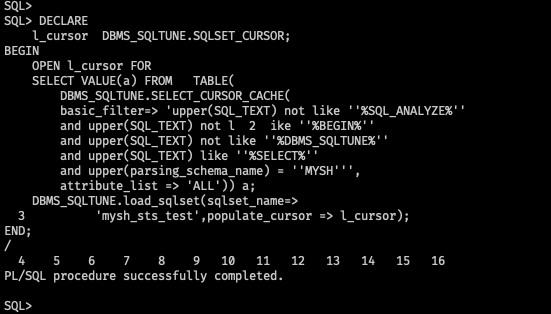 SQL>
SQL> DECLARE
    l_cursor  DBMS_SQLTUNE.SQLSET_CURSOR;
BEGIN
    OPEN l_cursor FOR
    SELECT VALUE(a) FROM   TABLE(
        DBMS_SQLTUNE.SELECT_CURSOR_CACHE(
        basic_filter=> 'upper(SQL_TEXT) not like ''%SQL_ANALYZE%''
        and upper(SQL_TEXT) not l  2  ike ''%BEGIN%''
        and upper(SQL_TEXT) not like ''%DBMS_SQLTUNE%''
        and upper(SQL_TEXT) like ''%SELECT%''
        and upper(parsing_schema_name) = ''MYSH''',
        attribute_list => 'ALL')) a;
    DBMS_SQLTUNE.load_sqlset(sqlset_name=>
  3          'mysh_sts_test',populate_cursor => l_cursor);
END;
/
  4    5    6    7    8    9   10   11   12   13   14   15   16
PL/SQL procedure successfully completed.
SQL>